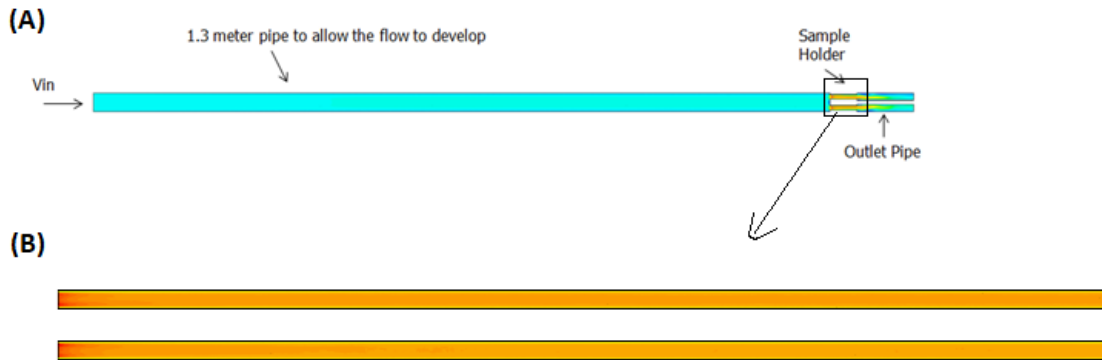 (A)
1.3 meter pipe to allow the flow to develop
Sample
Holder
Vin
Outlet Pipe
(B)